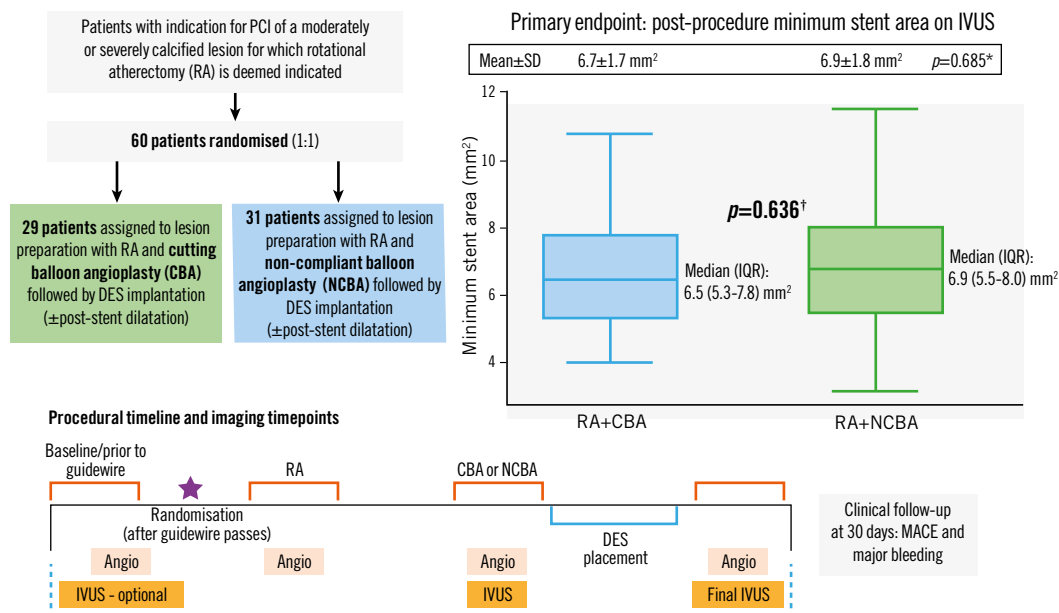 Patients with indication for PCI of a moderately
or severely calcified lesion for which rotational
atherectomy (RA) is deemed indicated
60 patients randomised (1:1)
29 patients assigned to lesion
preparation with RA and cutting
balloon angioplasty (CBA)
followed by DES implantation
(±post-stent dilatation)
31 patients assigned to lesion
preparation with RA and
non-compliant balloon
angioplasty (NCBA) followed by
DES implantation
(±post-stent dilatation)
Primary endpoint: post-procedure minimum stent area on IVUS
Mean±SD 6.7±1.7 mm² 6.9±1.8 mm² p=0.685*
Minimum stent area (mm²)
12
10
8
6
4
p=0.636†
Median (IQR):
6.5 (5.3-7.8) mm²
Median (IQR):
6.9 (5.5-8.0) mm²
RA+CBA
RA+NCBA
Procedural timeline and imaging timepoints
Baseline/prior to
guidewire
RA
CBA or NCBA
Randomisation
(after guidewire passes)
DES
placement
Angio
Angio
Angio
Angio
IVUS - optional
IVUS
Final IVUS
Clinical follow-up
at 30 days: MACE and
major bleeding